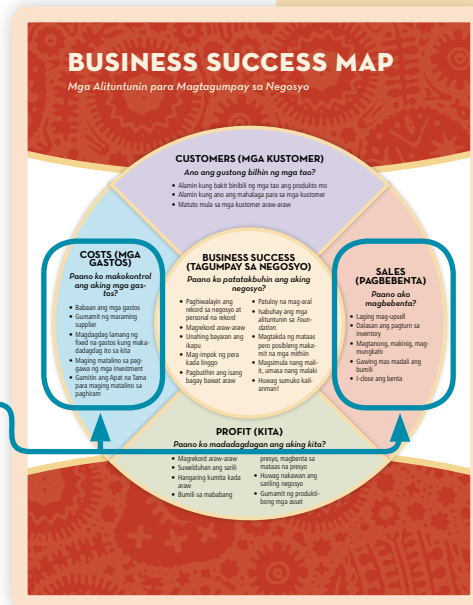 BUSINESS SUCCESS MAP
Mga Alituntunin para Magtagumpay sa Negosyo
CUSTOMERS (MGA KUSTOMER)
Ano ang gustong bilhin ng mga tao?
• Alamin kung bakit binibili ng mga tao ang produkto mo
• Alamin kung ano ang mahalaga para sa mga kustomer
• Matuto mula sa mga kustomer araw-araw
COSTS (MGA
GASTOS)
Paano ko makokontrol
ang aking mga gas-
tos?
• Babaan ang mga gastos
• Gumamit ng maraming
supplier
• Magdagdag lamang ng
fixed na gastos kung maka-
dadagdag ito sa kita
• Maging matalino sa pag
gawa ng mga investment
• Gamitin ang Apat na Tama
para maging matalino sa
paghiram
BUSINESS SUCCESS
(TAGUMPAY SA NEGOSYO)
Paano ko patatakbuhin ang aking
negosyo?
• Paghiwalayin ang
rekord sa negosyo at
personal na rekord
• Magrekord araw-araw
• Unahing bayaran ang
ikapu
• Mag-impok ng pera
kada linggo
• Pagbutihin ang isang
bagay bawat araw
• Patuloy na mag-aral
• Isabuhay ang mga
alituntunin sa Foun-
dation.
• Magtakda ng mataas
pero posibleng maka-
mit na mga mithiin
• Magsimula nang mali-
it, umasa nang malaki
• Huwag sumuko kail-
anman!
SALES
(PAGBEBENTA)
Paano ako
magbebenta?
• Laging mag-upsell
• Dalasan ang pagturn sa
inventory
• Magtanong, makinig, mag-
mungkahi
• Gawing mas madali ang
bumili
• I-close ang benta
PROFIT (KITA)
Paano ko madadagdagan ang aking kita?
• Magrekord araw-araw
• Suwelduhan ang sarili
• Hangaring kumita kada
araw
• Bumili sa mababang
presyo, magbenta sa
mataas na presyo
• Huwag nakawan ang
sariling negosyo
• Gumamit ng produkti-
bong mga asset